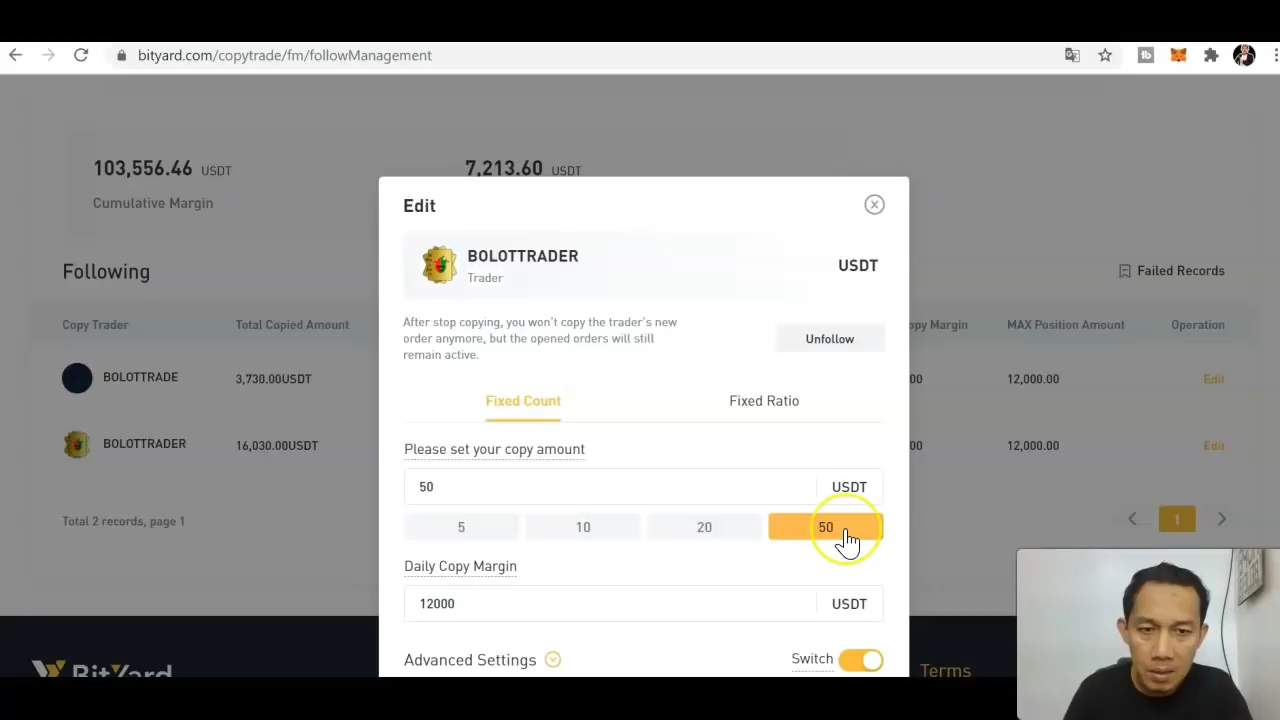 bityard.com/copytrade/fm/followManagement
103,556.46 USDT
7,213.60 USDT
Cumulative Margin
Edit
BOLOTTRADER
Trader
USDT
Following
Failed Records
After stop copying, you won't copy the trader's new
order anymore, but the opened orders will still
remain active.
Unfollow
Copy Trader Total Copied Amount opy Margin MAX Position Amount Operation
BOLOTTRADE 3,730.00USDT 00 12,000.00 Edit
Fixed Count Fixed Ratio
BOLOTTRADER 16,030.00USDT 00 12,000.00 Edit
Please set your copy amount
50 USDT
5 10 20 50
Total 2 records, page 1
1
Daily Copy Margin
12000 USDT
Advanced Settings Switch
BitYard
Terms